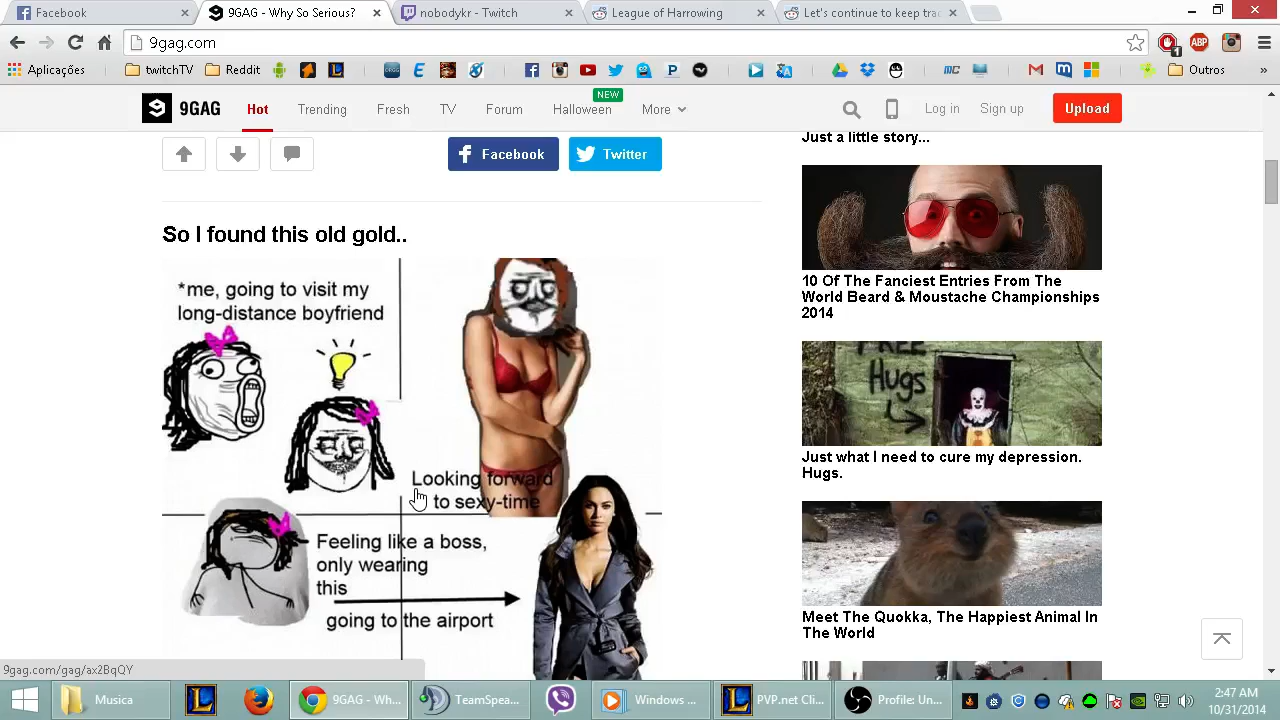 Facebook
9GAG - Why So Serious?
nobodykr - Twitch
League of Harrowing
Let's continue to keep trac
9gag.com
1
Aplicações
twitchTV
Reddit
Outros
9GAG
Hot
Trending
Fresh
TV
Forum
Halloween
NEW
More
Log in
Sign up
Upload
Facebook
Twitter
So I found this old gold..
*me, going to visit my
long-distance boyfriend
Looking forward
to sexy-time
Feeling like a boss,
only wearing
this
going to the airport
Just a little story...
10 Of The Fanciest Entries From The
World Beard & Moustache Championships
2014
FREE
HUGS
Just what I need to cure my depression.
Hugs.
Meet The Quokka, The Happiest Animal In
The World
9gag.com/gag/ax2BqQY
Musica
9GAG - Wh...
TeamSpea...
Windows ...
PVP.net Cli...
Profile: Un...
2:47 AM
10/31/2014